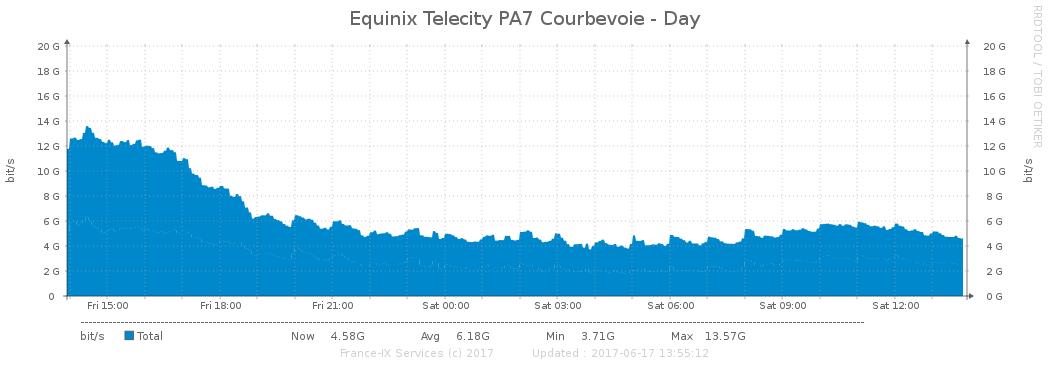 Equinix Telecity PA7 Courbevoie - Day
RRDTOOL / TOBI OETIKER
20 G 20 G
18 G 18 G
16 G 16 G
14 G 14 G
12 G 12 G
10 G 10 G
8 G 8 G
6 G 6 G
4 G 4 G
2 G 2 G
0 0 G
bit/s bit/s
Fri 15:00 Fri 18:00 Fri 21:00 Sat 00:00 Sat 03:00 Sat 06:00 Sat 09:00 Sat 12:00
bit/s Total Now 4.58G Avg 6.18G Min 3.71G Max 13.57G
France-IX Services (c) 2017 Updated : 2017-06-17 13:55:12